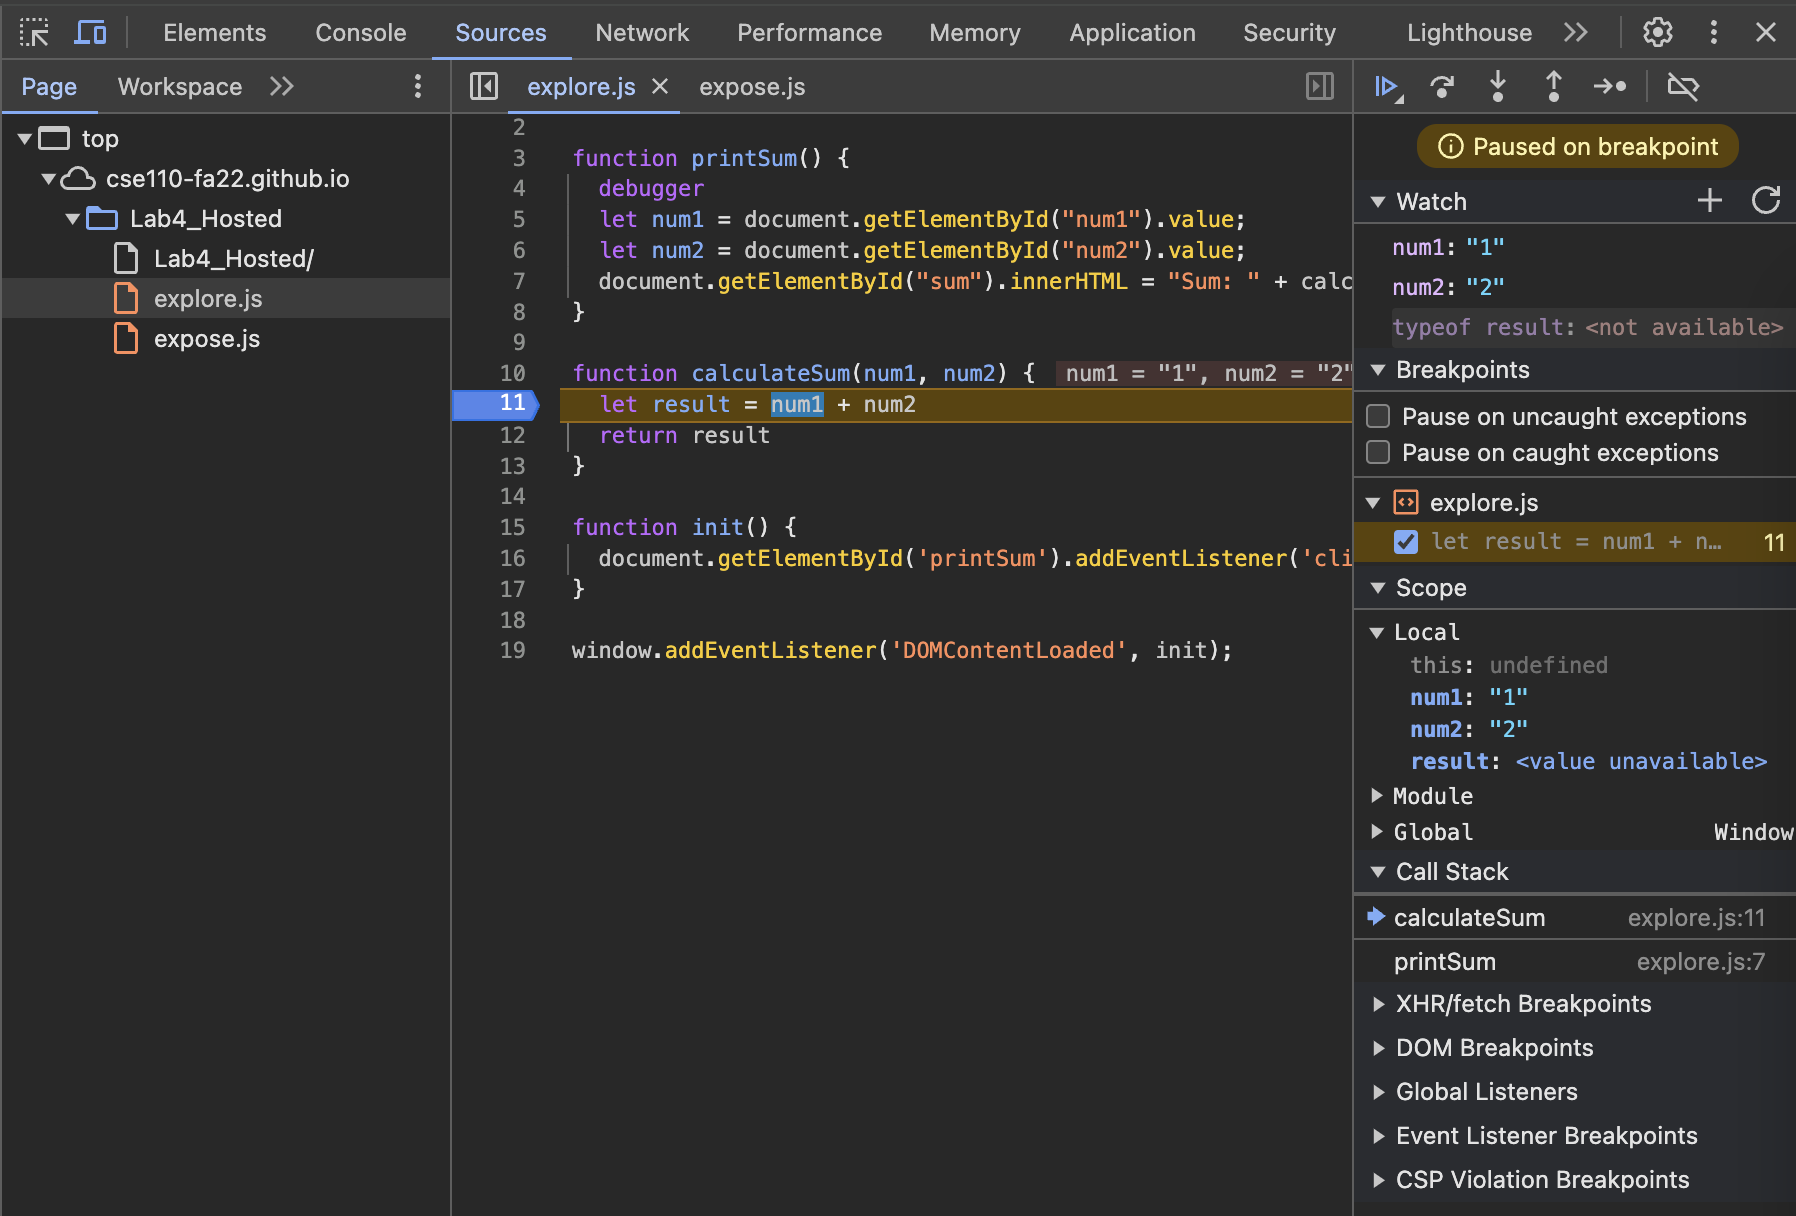 Elements Console Sources Network Performance Memory Application Security Lighthouse
Page Workspace
explore.js expose.js
top
cse110-fa22.github.io
Lab4_Hosted
Lab4_Hosted/
explore.js
expose.js
2
3 function printSum() {
4 debugger
5 let num1 = document.getElementById("num1").value;
6 let num2 = document.getElementById("num2").value;
7 document.getElementById("sum").innerHTML = "Sum: " + calc
8 }
9
10 function calculateSum(num1, num2) { num1 = "1", num2 = "2"
11 let result = num1 + num2
12 return result
13 }
14
15 function init() {
16 document.getElementById('printSum').addEventListener('cli
17 }
18
19 window.addEventListener('DOMContentLoaded', init);
Paused on breakpoint
Watch
num1: "1"
num2: "2"
typeof result: <not available>
Breakpoints
Pause on uncaught exceptions
Pause on caught exceptions
explore.js
let result = num1 + n… 11
Scope
Local
this: undefined
num1: "1"
num2: "2"
result: <value unavailable>
Module
Global Window
Call Stack
calculateSum explore.js:11
printSum explore.js:7
XHR/fetch Breakpoints
DOM Breakpoints
Global Listeners
Event Listener Breakpoints
CSP Violation Breakpoints